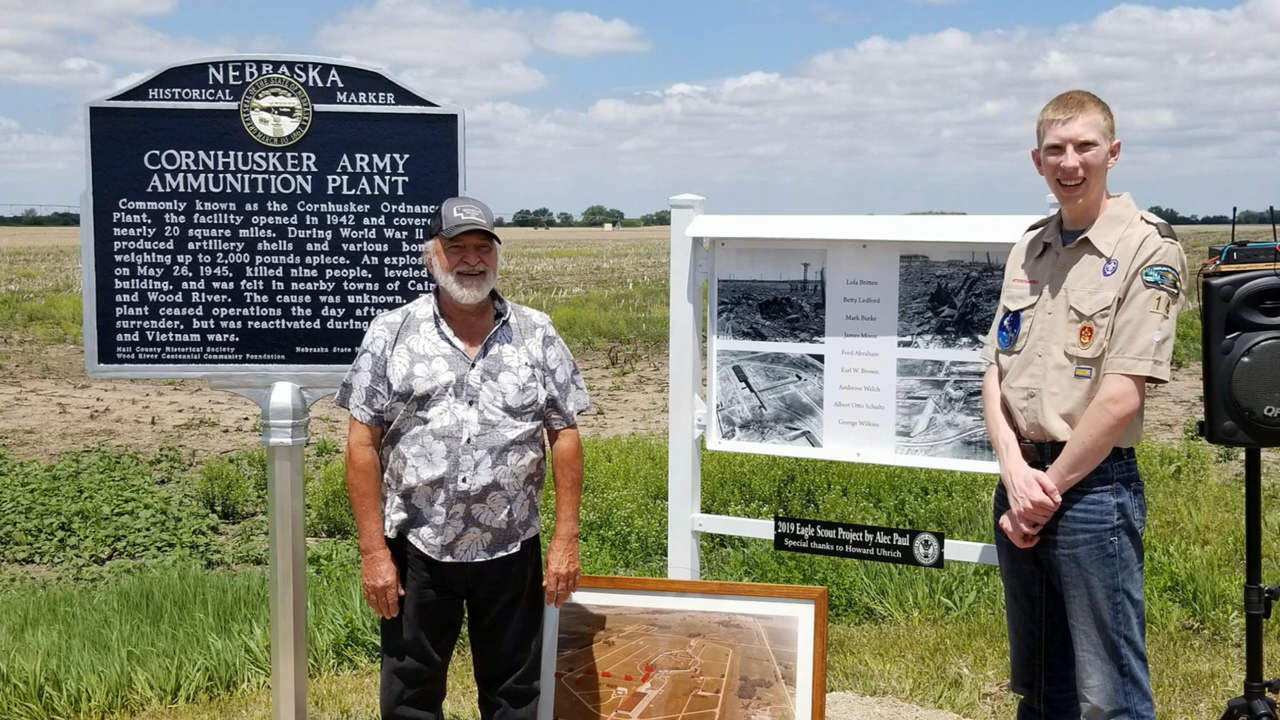 NEBRASKA
HISTORICAL MARKER
CORNHUSKER ARMY
AMMUNITION PLANT
Commonly known as the Cornhusker Ordnance
Plant, the facility opened in 1942 and covere
nearly 20 square miles. During World War II
produced artillery shells and various bom
weighing up to 2,000 pounds apiece. An explos
on May 26, 1945, killed nine people, leveled
building, and was felt in nearby towns of Cair
and Wood River. The cause was unknown.
plant ceased operations the day after
surrender, but was reactivated during
and Vietnam wars.
Hall County Historical Society
Wood River Centennial Community Foundation
Nebraska State H
Lola Britten
Betty Ledford
Mark Burke
James Moore
Fred Abraham
Earl W. Brown
Ambrose Welch
Albert Otto Schultz
George Wilkins
2019 Eagle Scout Project by Alec Paul
Special thanks to Howard Uhrich